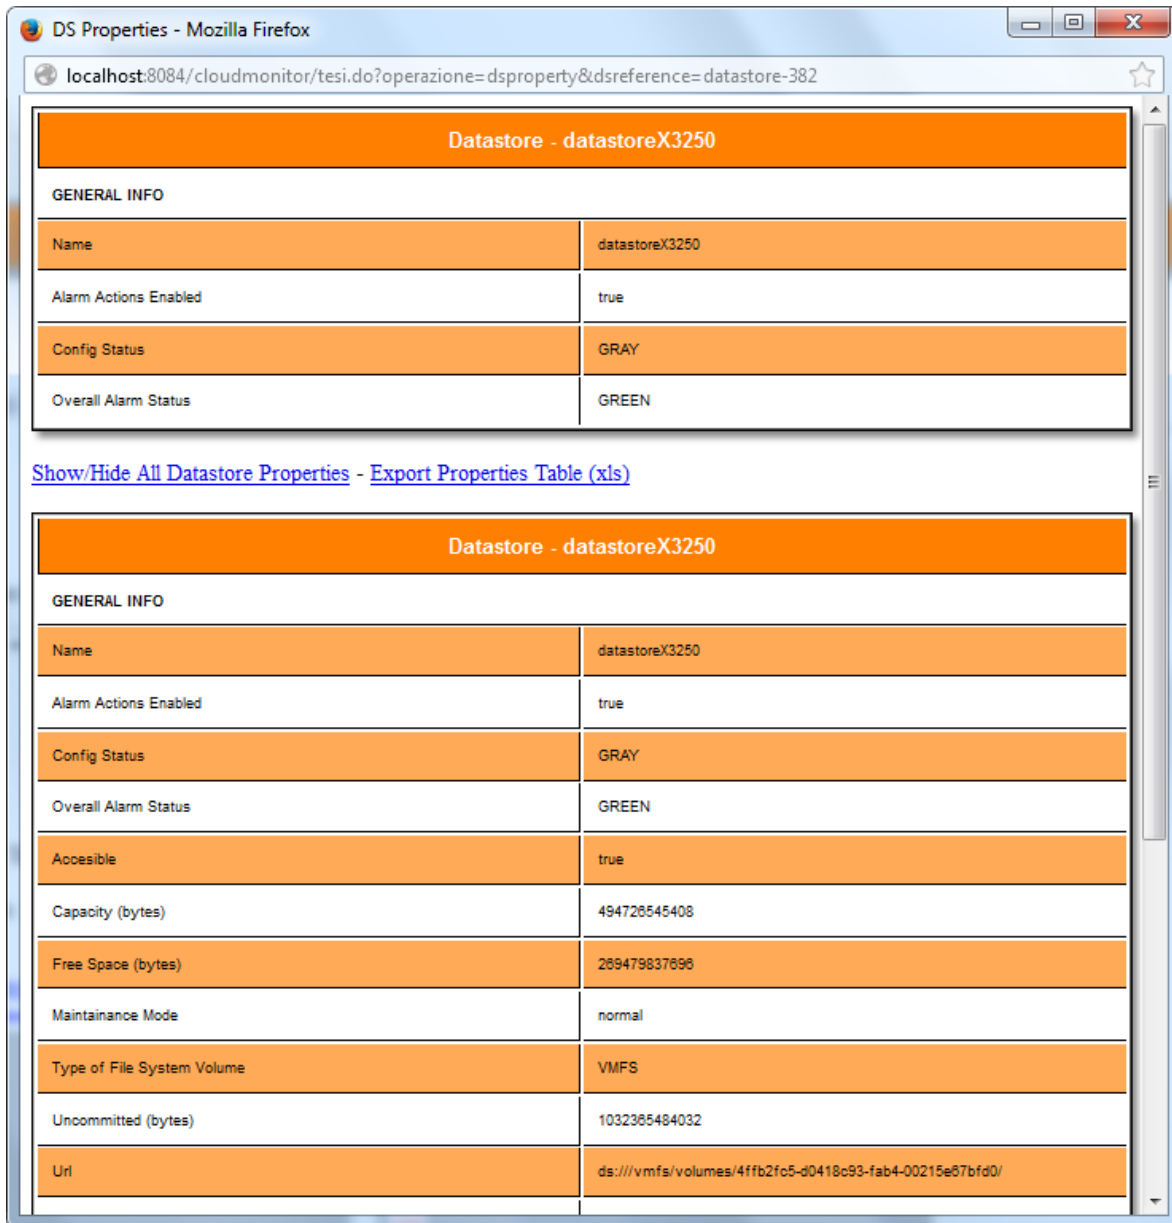 DS Properties - Mozilla Firefox
localhost:8084/cloudmonitor/tesi.do?operazione=dsproperty&dsreference=datastore-382
Datastore - datastoreX3250
GENERAL INFO
Name datastoreX3250
Alarm Actions Enabled true
Config Status GRAY
Overall Alarm Status GREEN
Show/Hide All Datastore Properties - Export Properties Table (xls)
Datastore - datastoreX3250
GENERAL INFO
Name datastoreX3250
Alarm Actions Enabled true
Config Status GRAY
Overall Alarm Status GREEN
Accesible true
Capacity (bytes) 494726545408
Free Space (bytes) 269479837696
Maintainance Mode normal
Type of File System Volume VMFS
Uncommitted (bytes) 1032365484032
Url ds:///vmfs/volumes/4ffb2fc5-d0418c93-fab4-00215e67bfd0/